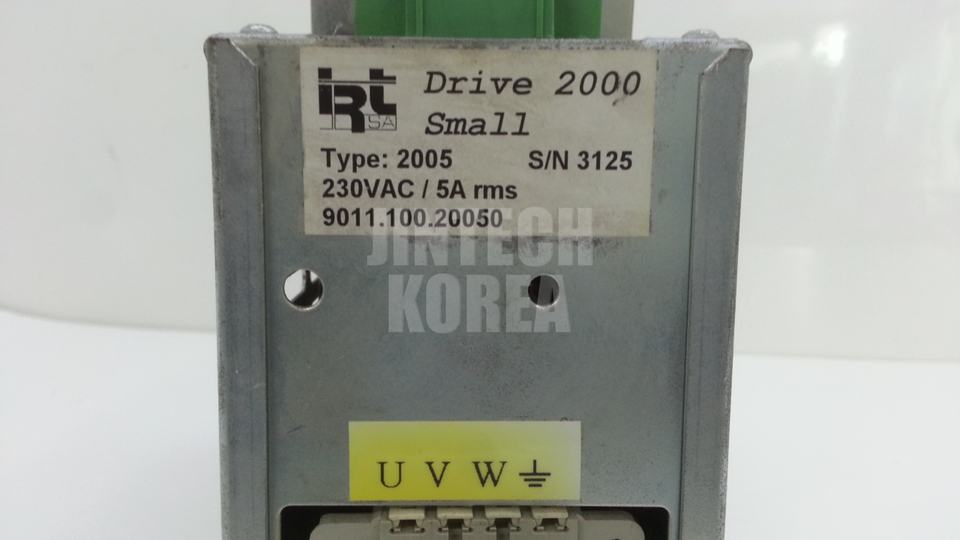 irt SA
Drive 2000
Small
Type: 2005 S/N 3125
230VAC / 5A rms
9011.100.20050
JINTECH
KOREA
U V W ⏚